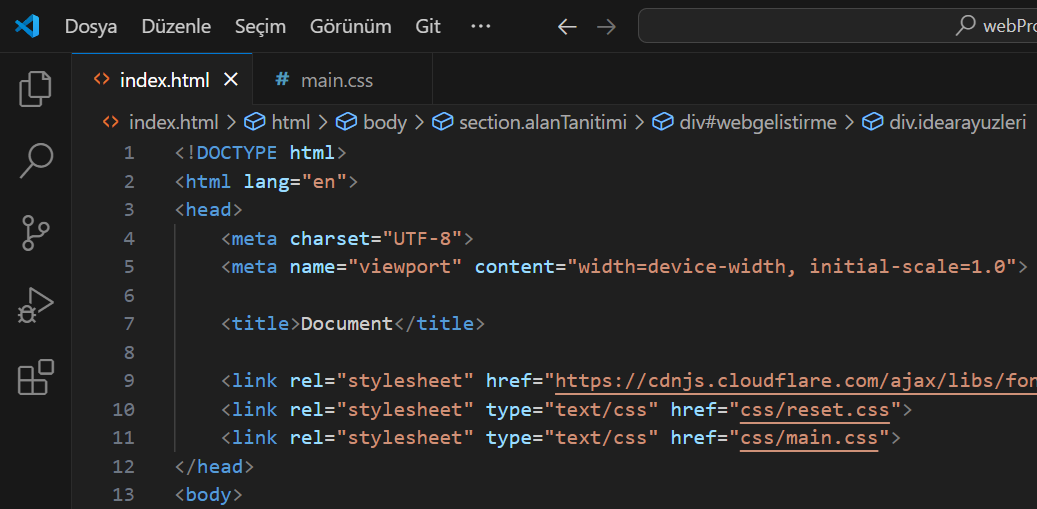 Dosya Düzenle Seçim Görünüm Git ··· webPro
index.html main.css
index.html > html > body > section.alanTanitimi > div#webgelistirme > div.idearayuzleri
1 <!DOCTYPE html>
2 <html lang="en">
3 <head>
4 <meta charset="UTF-8">
5 <meta name="viewport" content="width=device-width, initial-scale=1.0">
6
7 <title>Document</title>
8
9 <link rel="stylesheet" href="https://cdnjs.cloudflare.com/ajax/libs/fon
10 <link rel="stylesheet" type="text/css" href="css/reset.css">
11 <link rel="stylesheet" type="text/css" href="css/main.css">
12 </head>
13 <body>